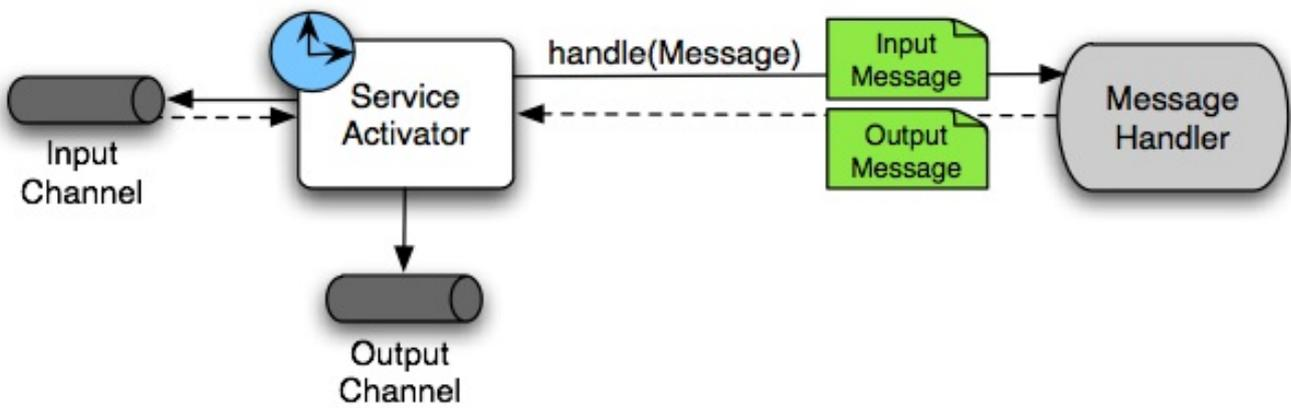 handle(Message)
Input
Message
Service
Activator
Message
Handler
Output
Message
Input
Channel
Output
Channel